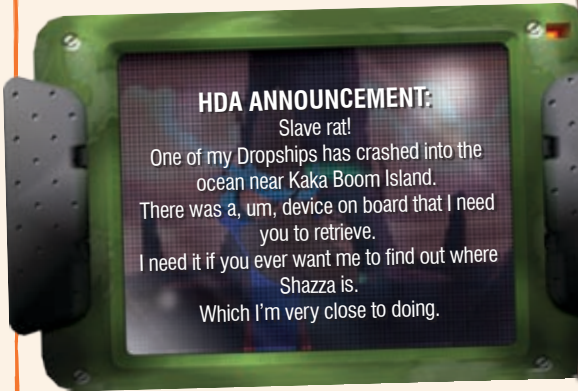 HDA ANNOUNCEMENT:
Slave rat!
One of my Dropships has crashed into the
ocean near Kaka Boom Island.
There was a, um, device on board that I need
you to retrieve.
I need it if you ever want me to find out where
Shazza is.
Which I'm very close to doing.